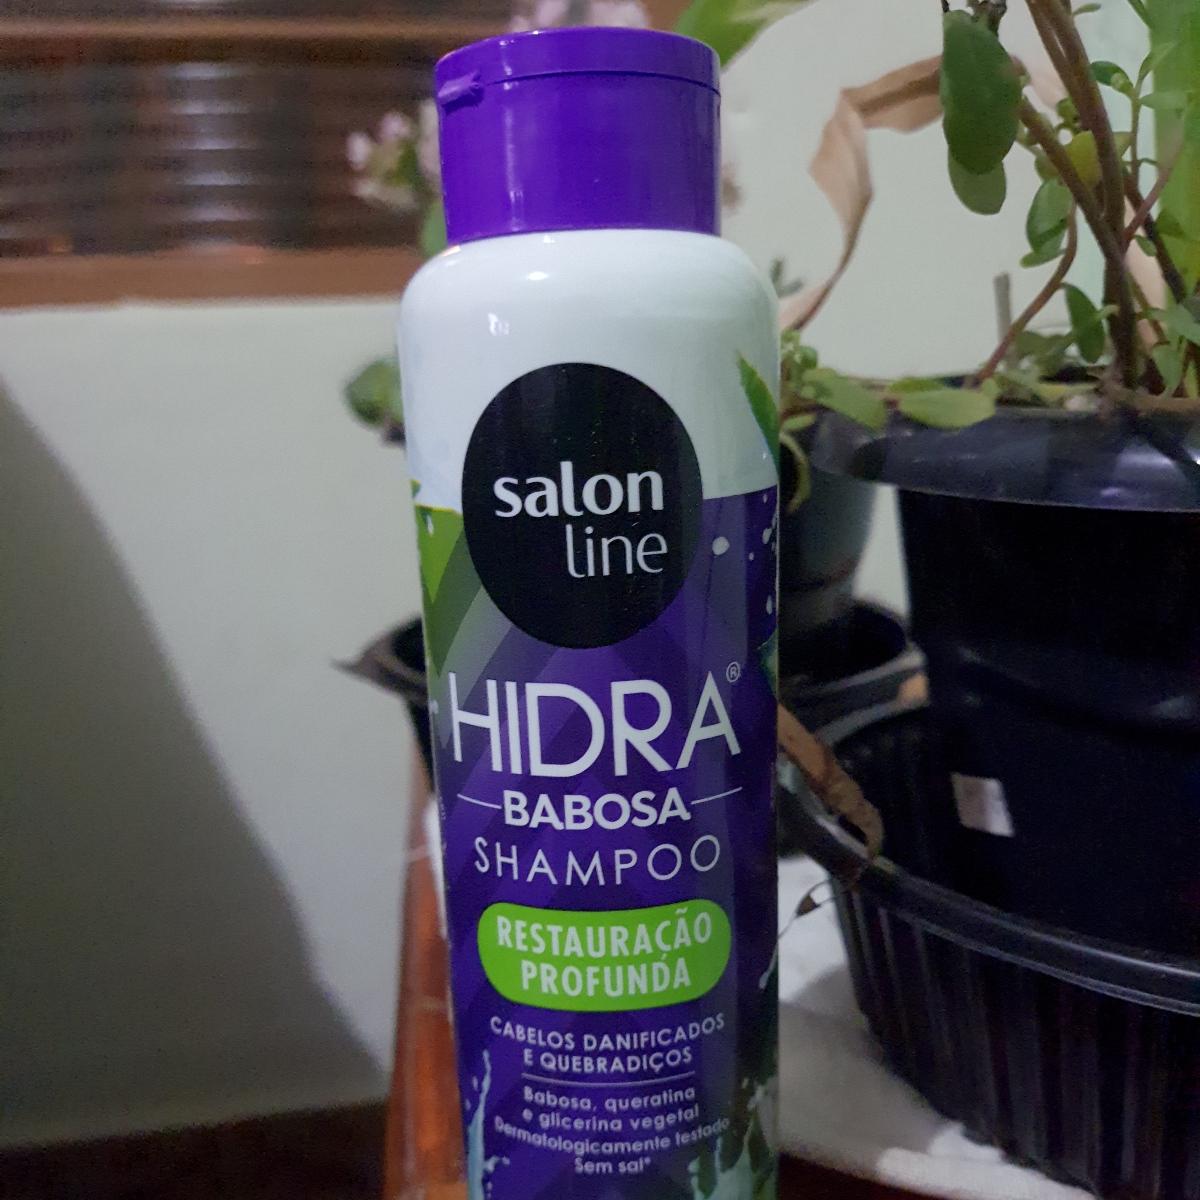 salon
line
HIDRA®
BABOSA
SHAMPOO
RESTAURAÇÃO
PROFUNDA
CABELOS DANIFICADOS
E QUEBRADIÇOS
Babosa, queratina
e glicerina vegetal
Dermatologicamente testado
Sem sal*